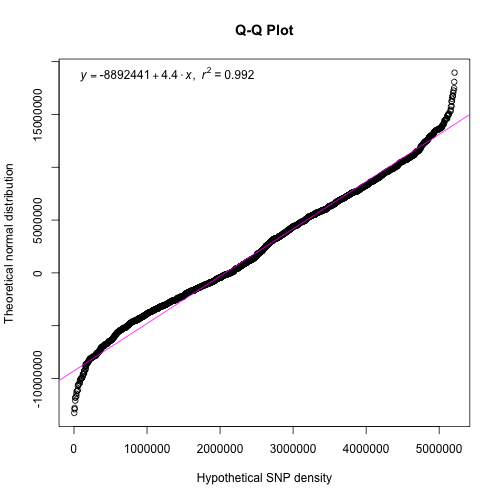 Q-Q Plot
y = -8892441 + 4.4 · x, r² = 0.992
Theoretical normal distribution
-10000000 0 5000000 15000000
0 1000000 2000000 3000000 4000000 5000000
Hypothetical SNP density